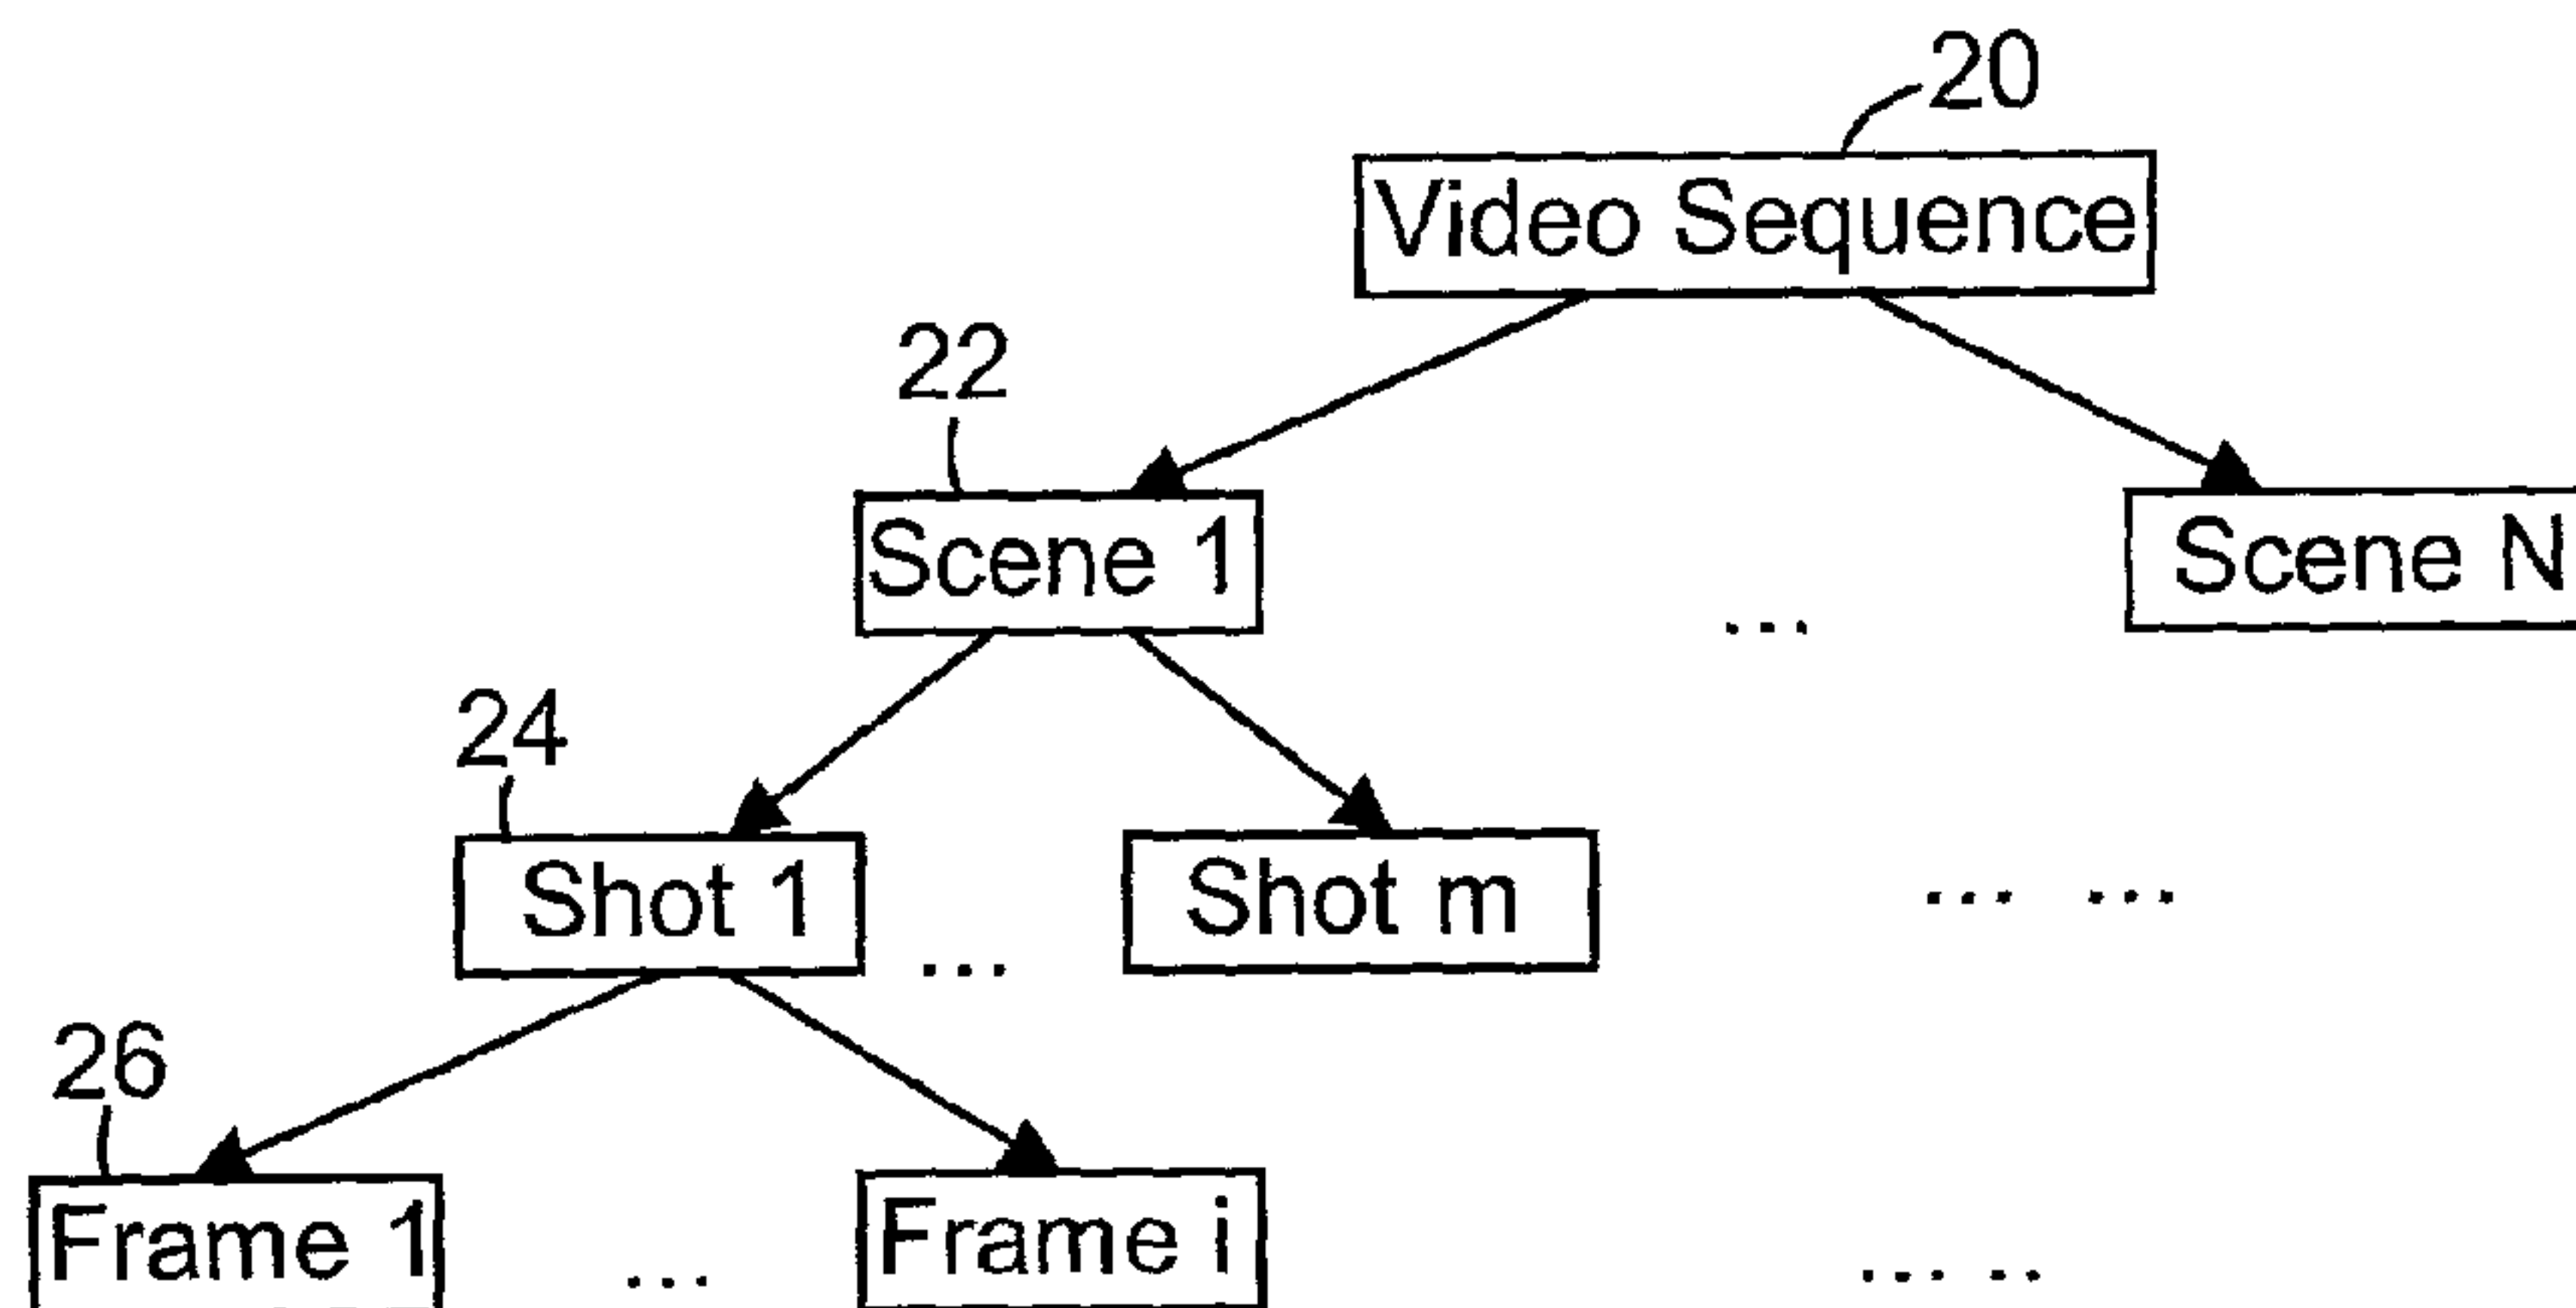 20
Video Sequence
22
Scene 1
...
Scene N
24
Shot 1
...
Shot m
... ...
26
Frame 1
...
Frame i
... ..